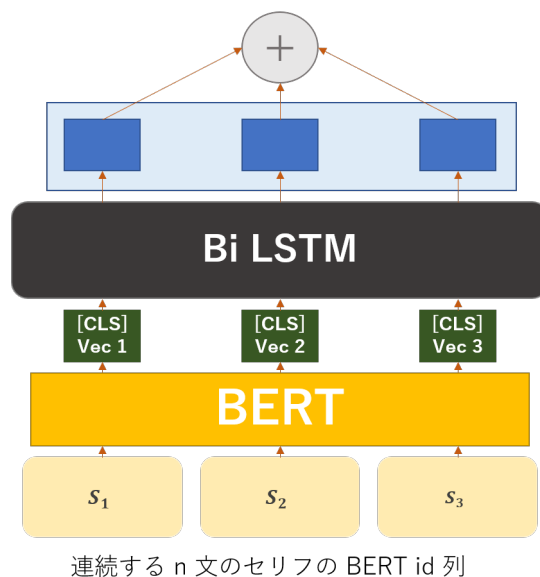 +
Bi LSTM
[CLS]
Vec 1
[CLS]
Vec 2
[CLS]
Vec 3
BERT
S₁
S₂
S₃
連続する n 文のセリフの BERT id 列